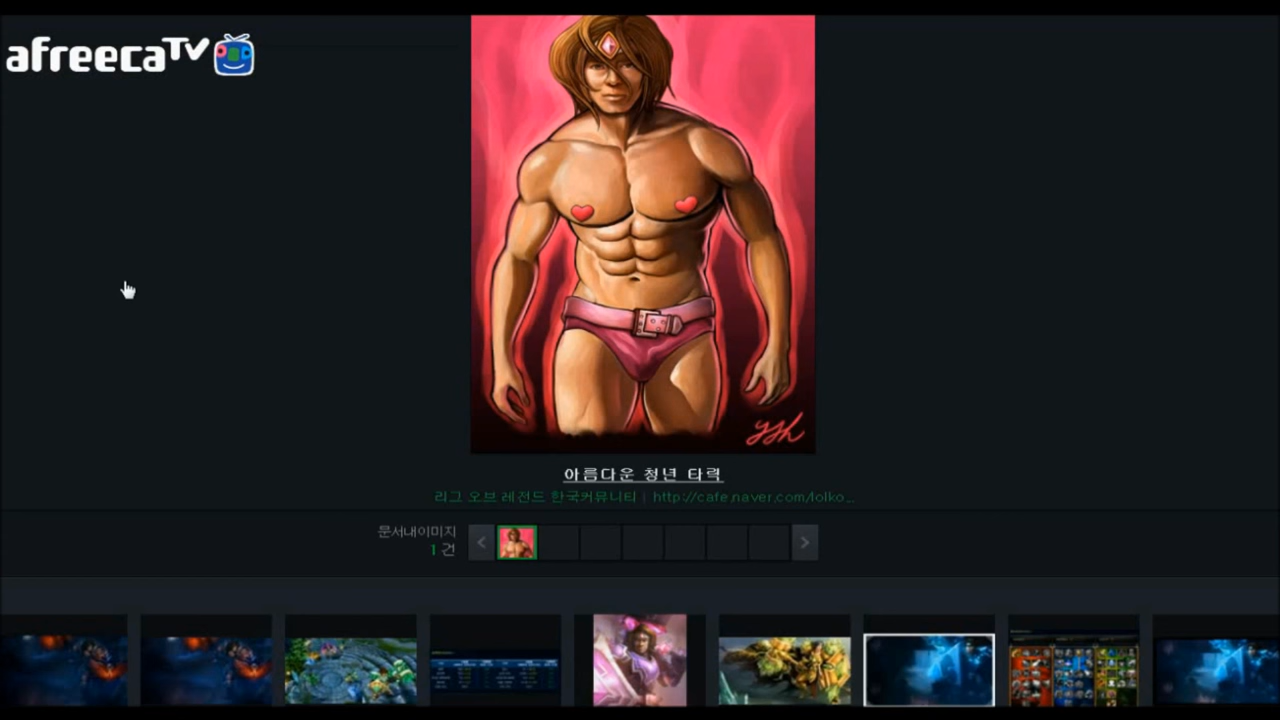 afreecaTV
ysh
아름다운 청년 타릭
리그 오브 레전드 한국커뮤니티 | http://cafe.naver.com/lolko...
문서내이미지
1 건